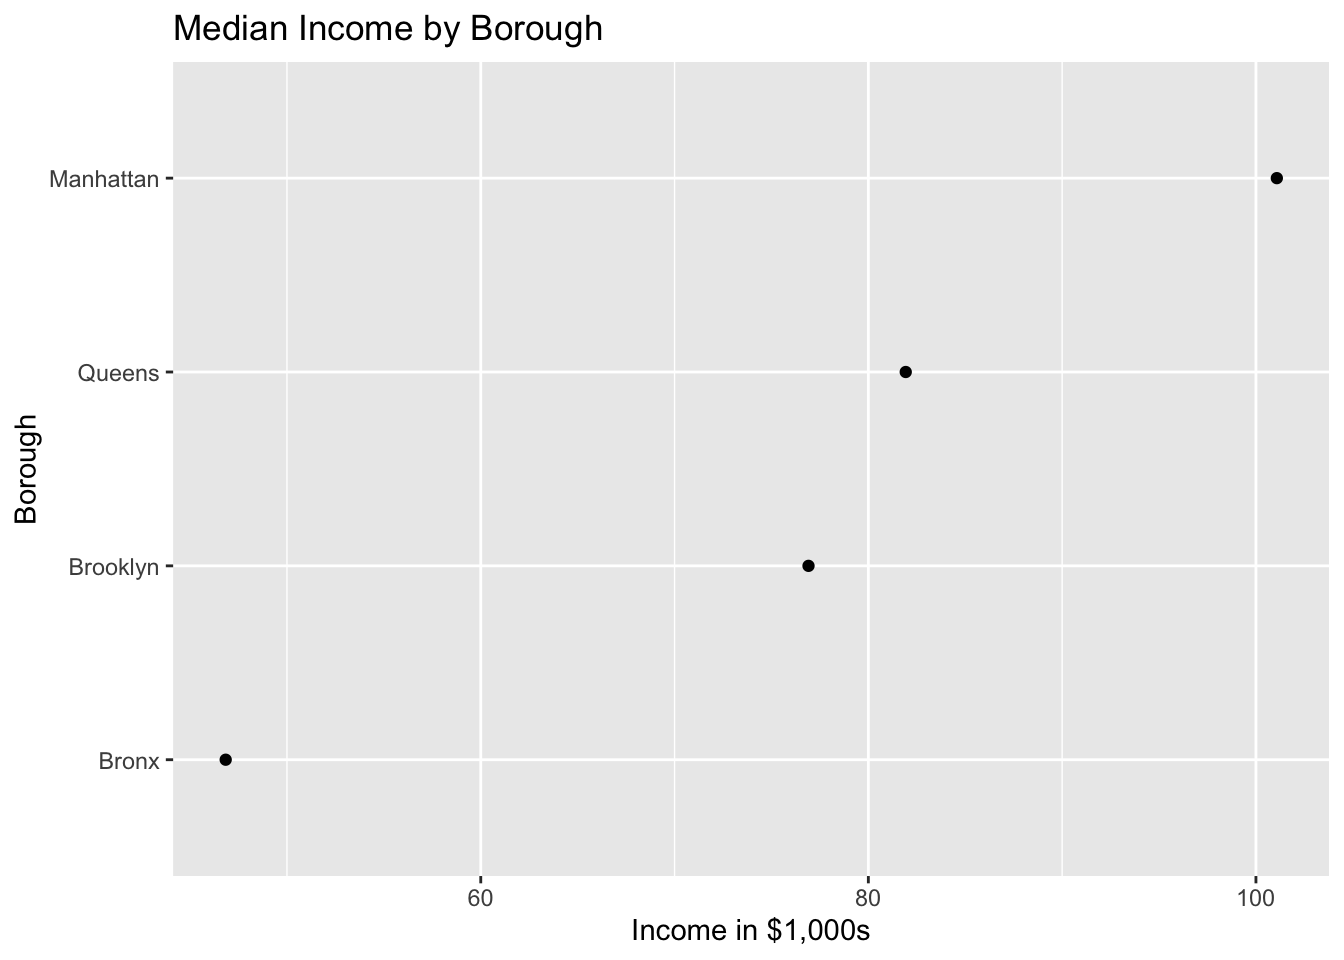 Median Income by Borough
Manhattan
Queens
Brooklyn
Bronx
Borough
60 80 100
Income in $1,000s